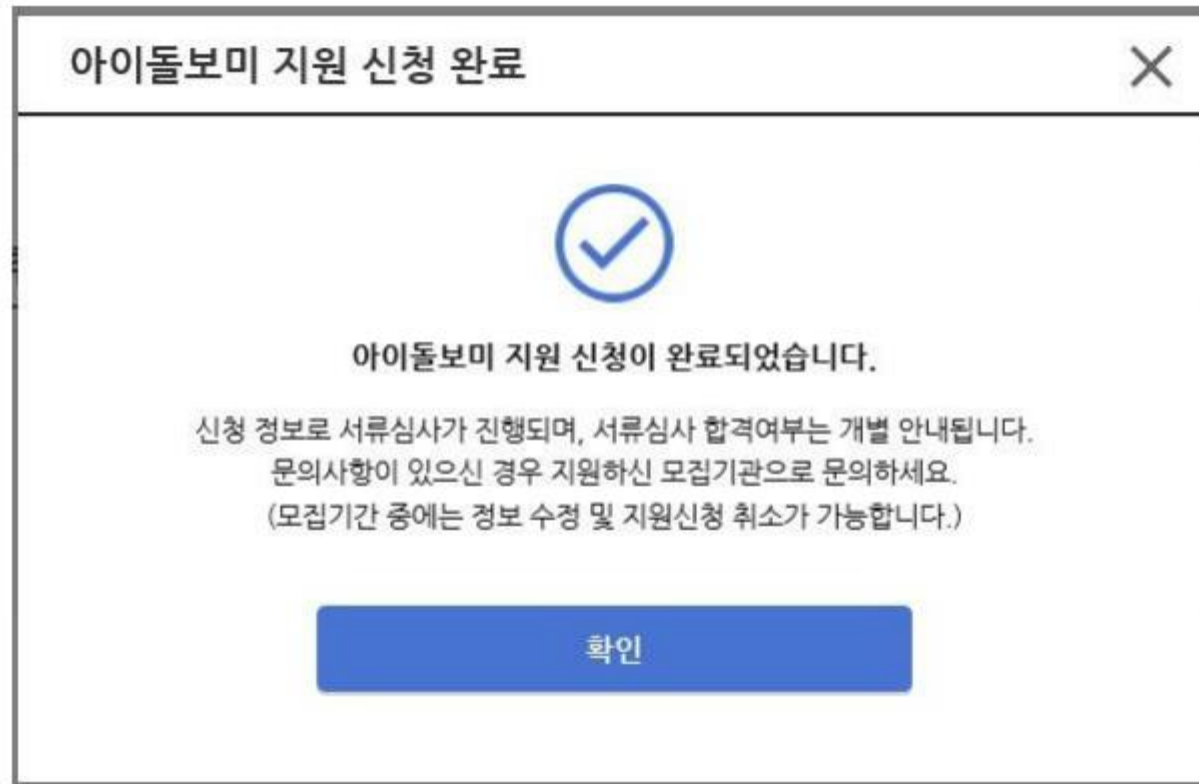 아이돌보미 지원 신청 완료
아이돌보미 지원 신청이 완료되었습니다.
신청 정보로 서류심사가 진행되며, 서류심사 합격여부는 개별 안내됩니다.
문의사항이 있으신 경우 지원하신 모집기관으로 문의하세요.
(모집기간 중에는 정보 수정 및 지원신청 취소가 가능합니다.)
확인